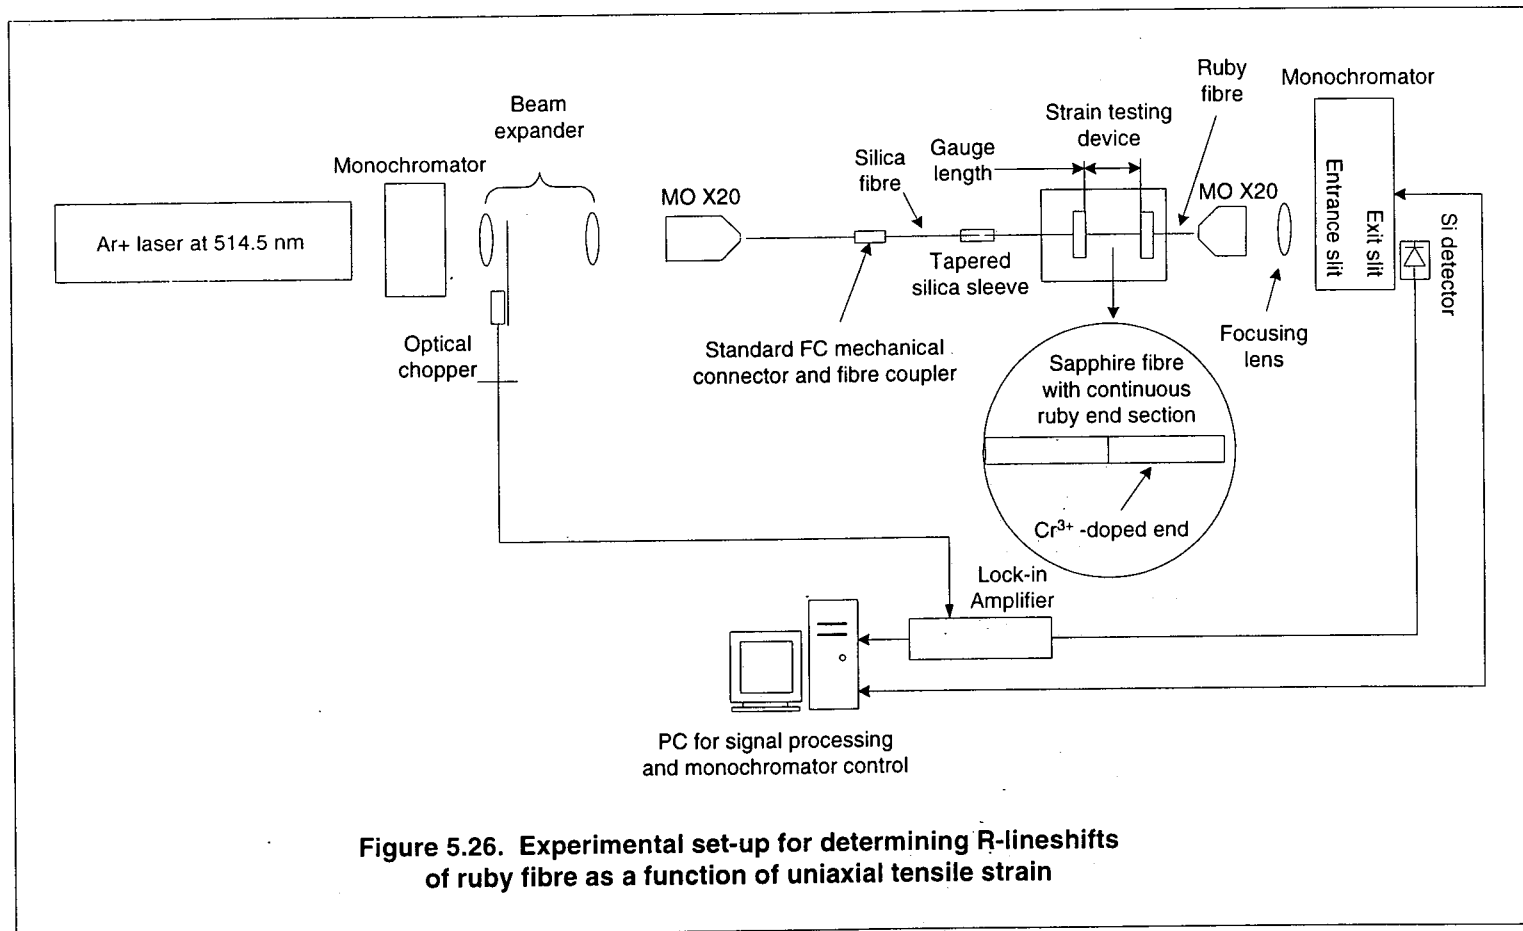 Beam
expander
Monochromator
Ar+ laser at 514.5 nm
Optical
chopper
MO X20
Silica
fibre
Gauge
length
Strain testing
device
Ruby
fibre
Monochromator
MO X20
Entrance slit
Exit slit
Si detector
Tapered
silica sleeve
Standard FC mechanical
connector and fibre coupler
Focusing
lens
Sapphire fibre
with continuous
ruby end section
Cr³⁺ -doped end
Lock-in
Amplifier
PC for signal processing
and monochromator control
Figure 5.26. Experimental set-up for determining R-lineshifts
of ruby fibre as a function of uniaxial tensile strain